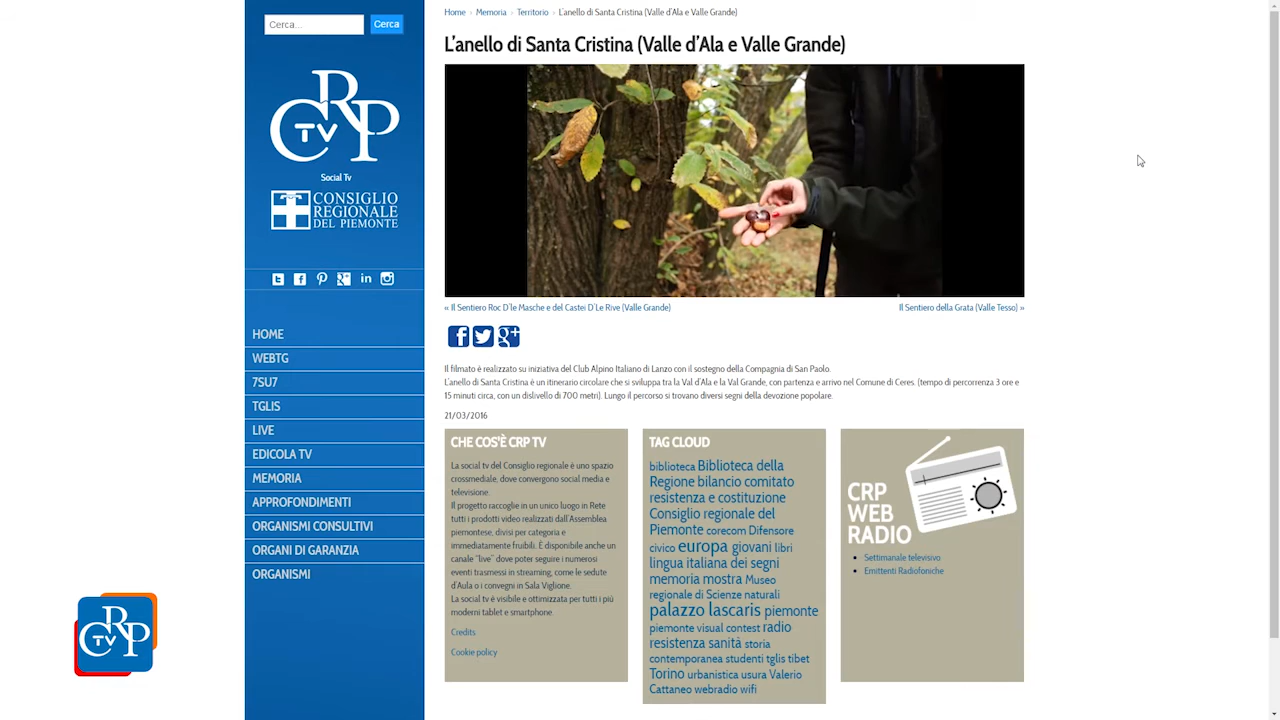 Cerca...
Cerca
CRP
TV
Social Tv
CONSIGLIO
REGIONALE
DEL PIEMONTE
HOME
WEBTG
7SU7
TGLIS
LIVE
EDICOLA TV
MEMORIA
APPROFONDIMENTI
ORGANISMI CONSULTIVI
ORGANI DI GARANZIA
ORGANISMI
CRP
TV
Home › Memoria › Territorio › L'anello di Santa Cristina (Valle d'Ala e Valle Grande)
L'anello di Santa Cristina (Valle d'Ala e Valle Grande)
« Il Sentiero Roc D'le Masche e del Castei D'Le Rive (Valle Grande)
Il Sentiero della Grata (Valle Tesso) »
Il filmato è realizzato su iniziativa del Club Alpino Italiano di Lanzo con il sostegno della Compagnia di San Paolo.
L'anello di Santa Cristina è un itinerario circolare che si sviluppa tra la Val d'Ala e la Val Grande, con partenza e arrivo nel Comune di Ceres. (tempo di percorrenza 3 ore e
15 minuti circa, con un dislivello di 700 metri). Lungo il percorso si trovano diversi segni della devozione popolare.
21/03/2016
CHE COS'È CRP TV
La social tv del Consiglio regionale è uno spazio
crossmediale, dove convergono social media e
televisione.
Il progetto raccoglie in un unico luogo in Rete
tutti i prodotti video realizzati dall'Assemblea
piemontese, divisi per categoria e
immediatamente fruibili. È disponibile anche un
canale "live" dove poter seguire i numerosi
eventi trasmessi in streaming, come le sedute
d'Aula o i convegni in Sala Viglione.
La social tv è visibile e ottimizzata per tutti i più
moderni tablet e smartphone.
Credits
Cookie policy
TAG CLOUD
biblioteca Biblioteca della
Regione bilancio comitato
resistenza e costituzione
Consiglio regionale del
Piemonte corecom Difensore
civico europa giovani libri
lingua italiana dei segni
memoria mostra Museo
regionale di Scienze naturali
palazzo lascaris piemonte
piemonte visual contest radio
resistenza sanità storia
contemporanea studenti tglis tibet
Torino urbanistica usura Valerio
Cattaneo webradio wifi
CRP
WEB
RADIO
Settimanale televisivo
Emittenti Radiofoniche